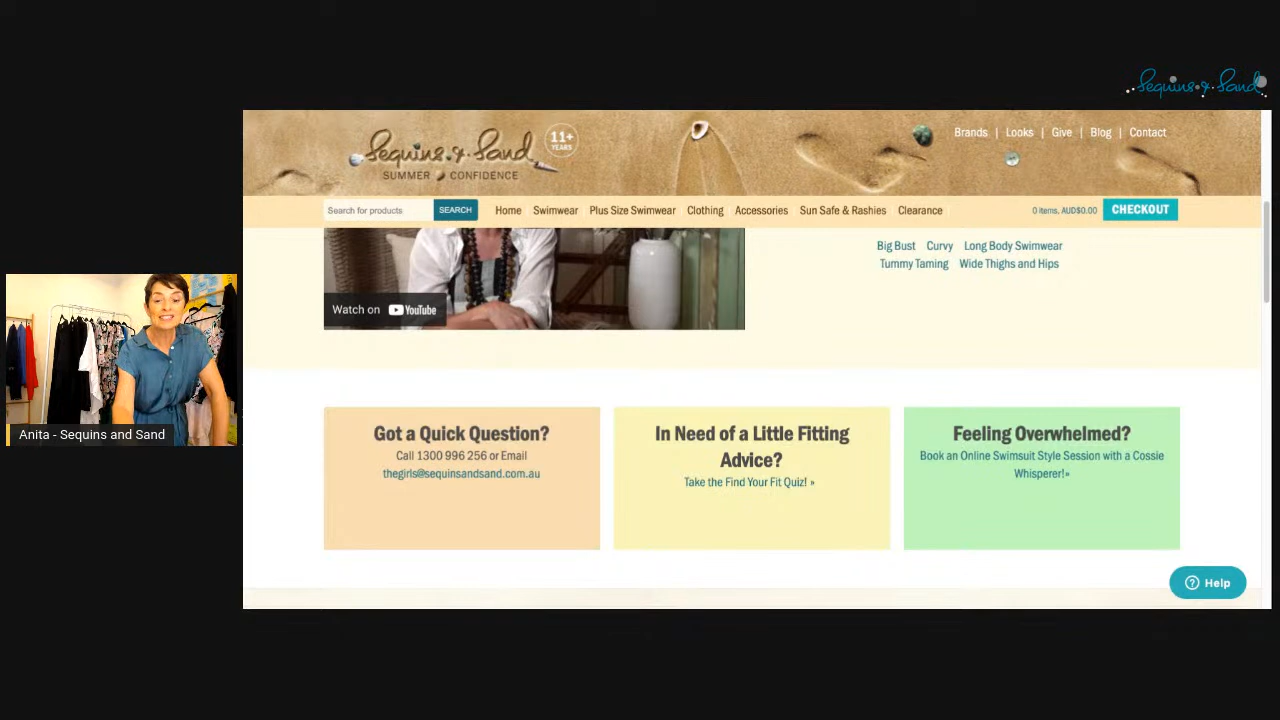 Sequins & Sand
Sequins & Sand
SUMMER CONFIDENCE
11+
YEARS
Brands | Looks | Give | Blog | Contact
Search for products
SEARCH
Home Swimwear Plus Size Swimwear Clothing Accessories Sun Safe & Rashies Clearance
0 items, AUD$0.00
CHECKOUT
Watch on YouTube
Big Bust Curvy Long Body Swimwear
Tummy Taming Wide Thighs and Hips
Anita - Sequins and Sand
Got a Quick Question?
Call 1300 996 256 or Email
thegirls@sequinsandsand.com.au
In Need of a Little Fitting
Advice?
Take the Find Your Fit Quiz! »
Feeling Overwhelmed?
Book an Online Swimsuit Style Session with a Cossie
Whisperer!»
? Help